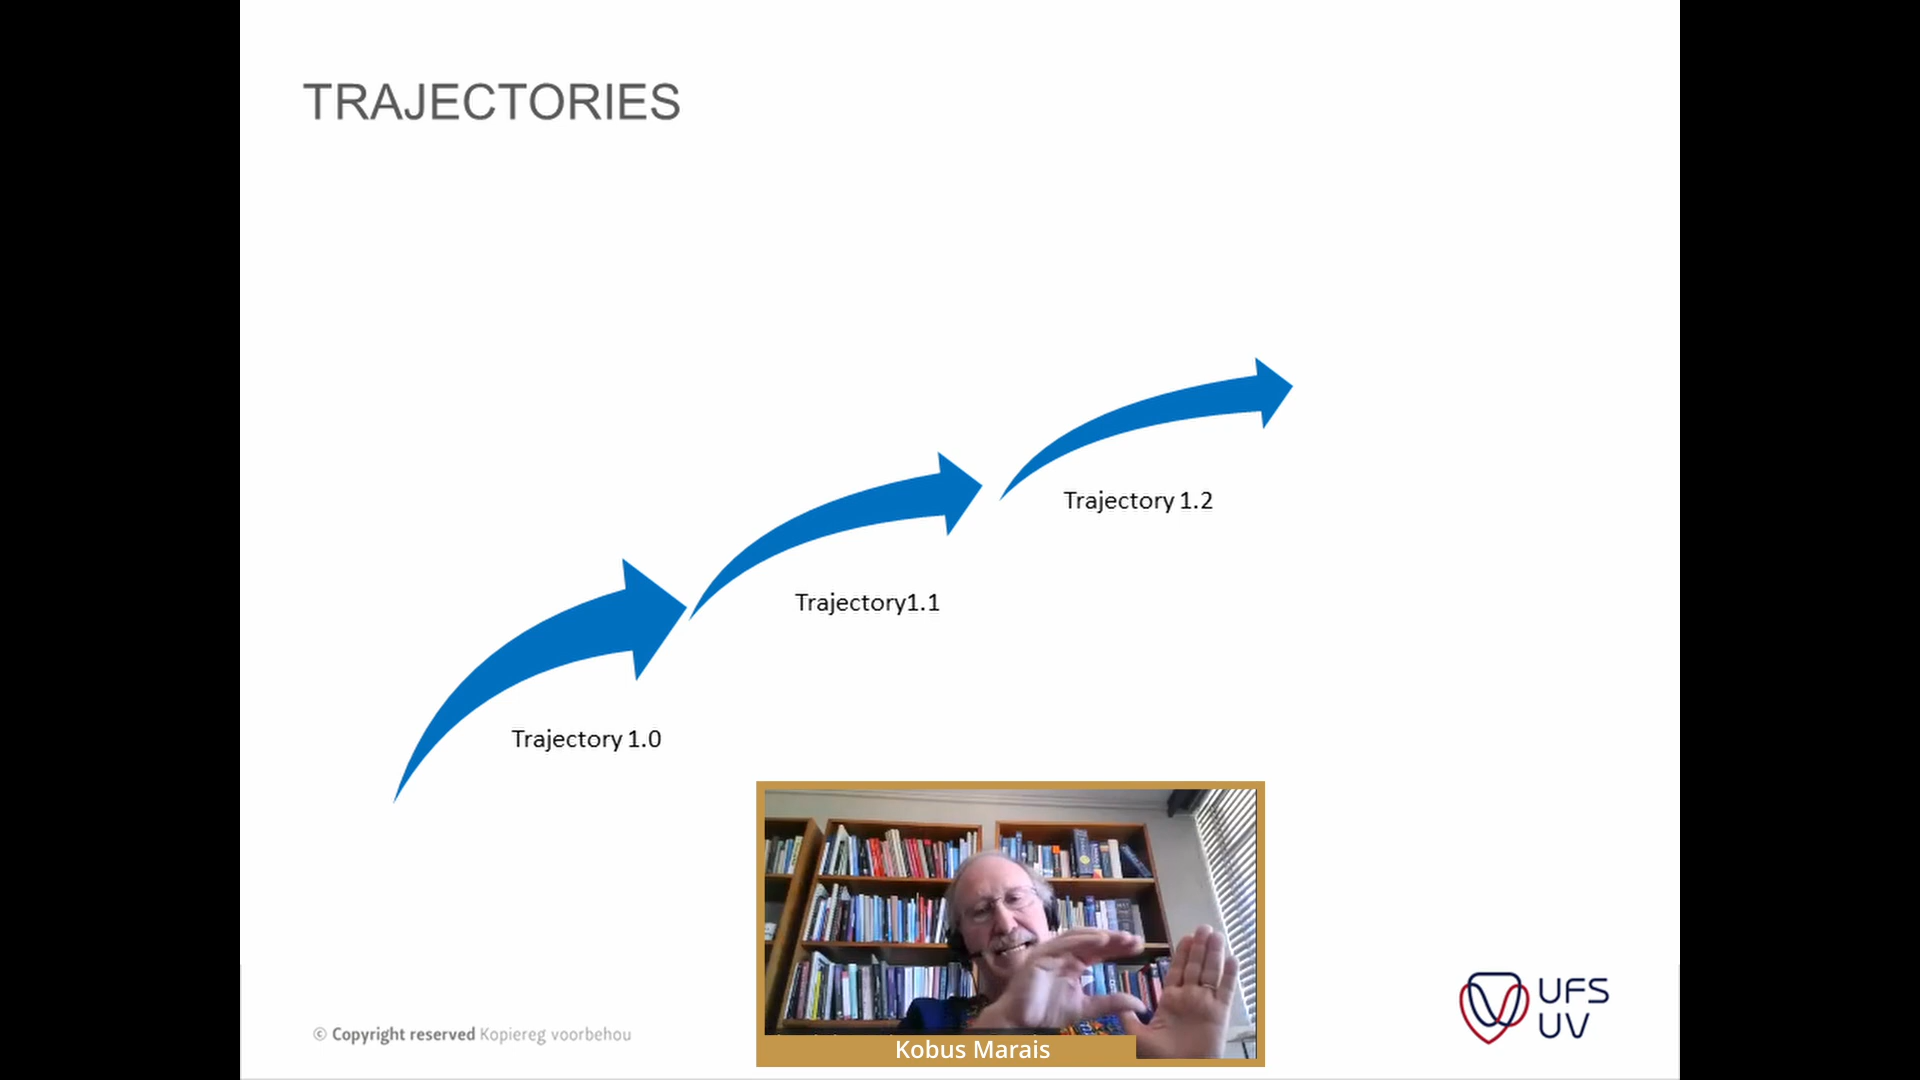 TRAJECTORIES
Trajectory 1.2
Trajectory1.1
Trajectory 1.0
Kobus Marais
© Copyright reserved Kopiereg voorbehou
UFS
UV